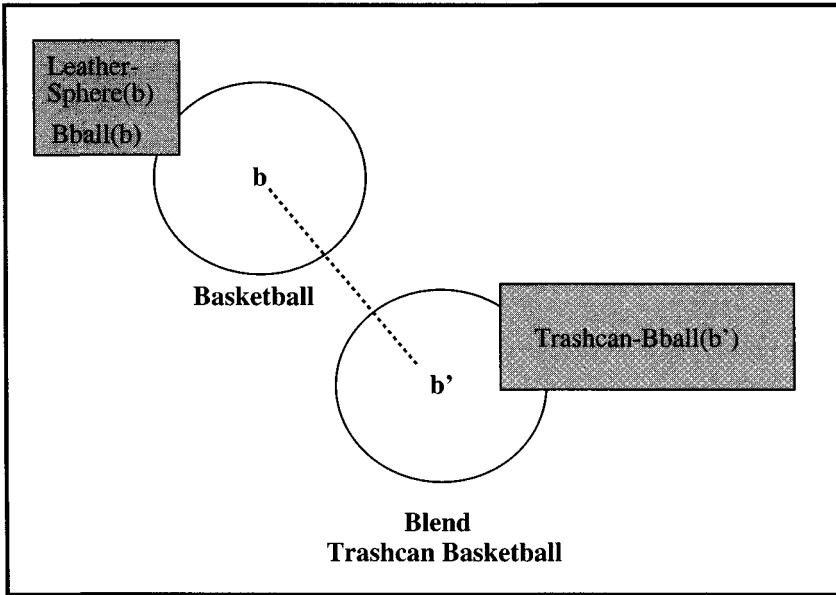 Leather-
Sphere(b)
Bball(b)
b
Basketball
Trashcan-Bball(b’)
b’
Blend
Trashcan Basketball